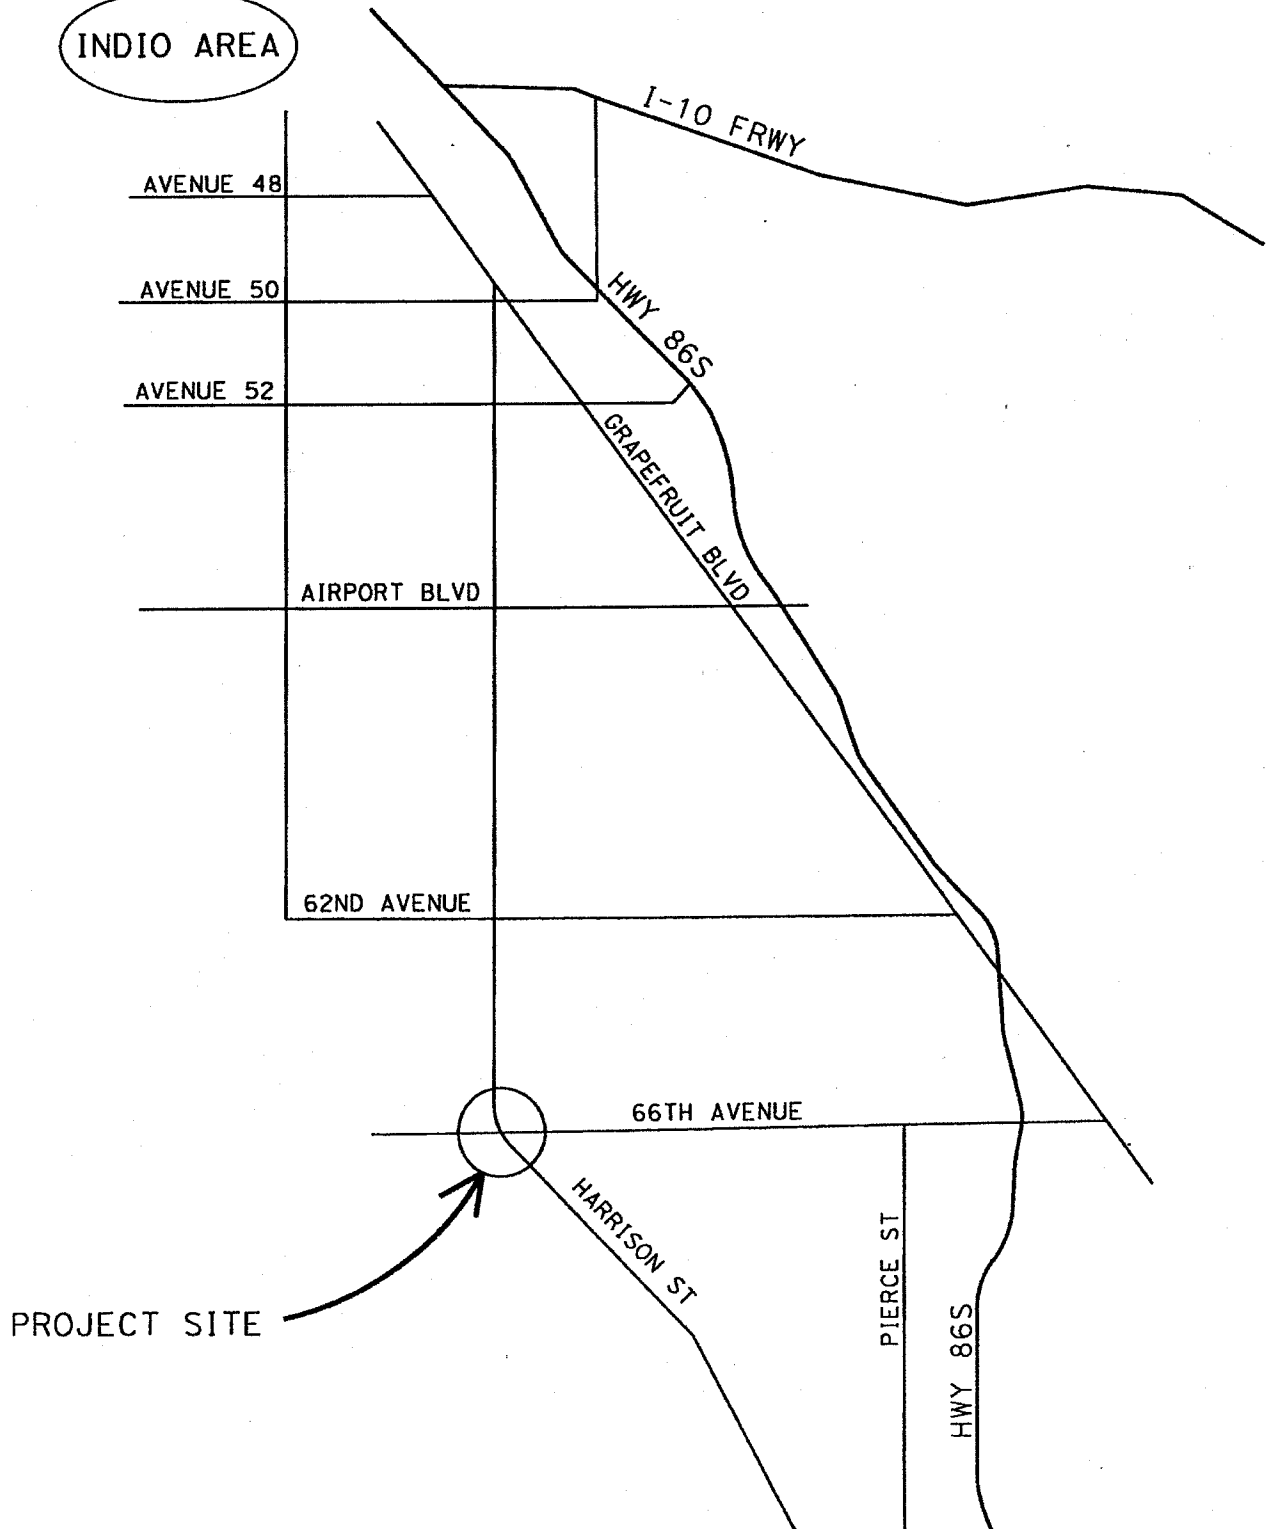 INDIO AREA
I-10 FRWY
AVENUE 48
AVENUE 50
HWY 86S
AVENUE 52
GRAPEFRUIT BLVD
AIRPORT BLVD
62ND AVENUE
66TH AVENUE
HARRISON ST
PIERCE ST
PROJECT SITE
HWY 86S